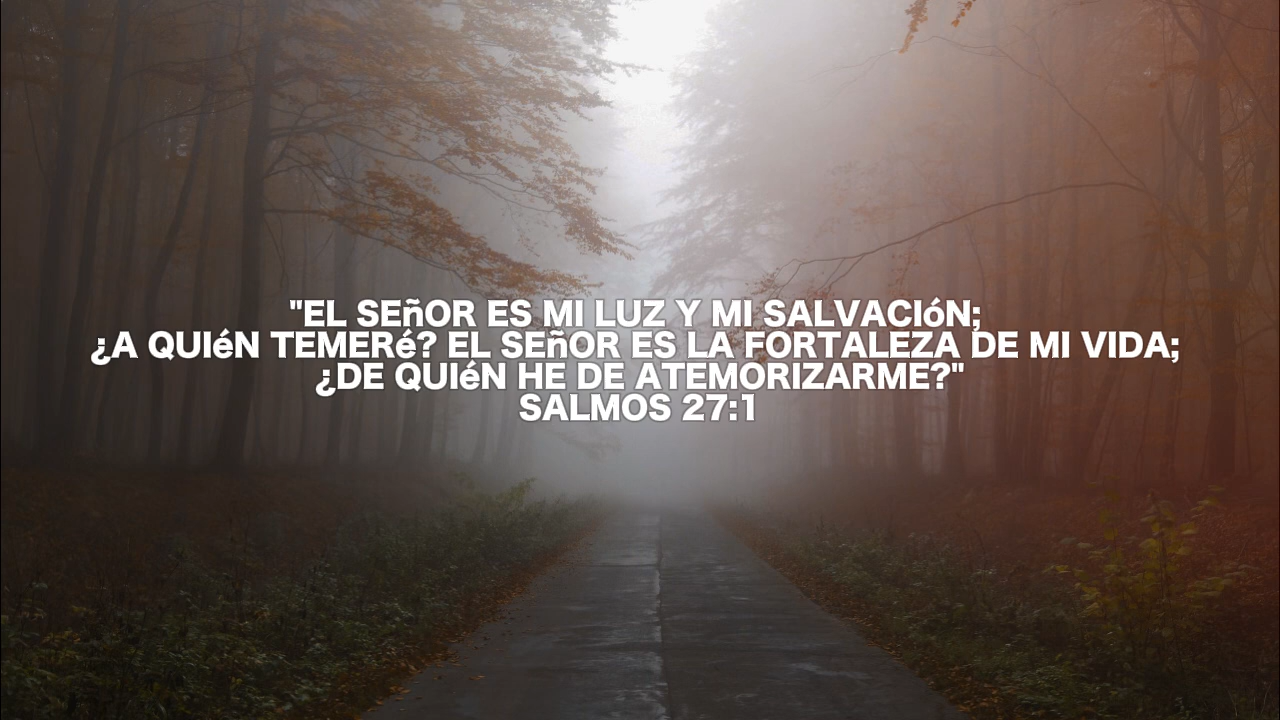 "EL SEñOR ES MI LUZ Y MI SALVACIóN;
¿A QUIéN TEMERé? EL SEñOR ES LA FORTALEZA DE MI VIDA;
¿DE QUIéN HE DE ATEMORIZARME?"
SALMOS 27:1